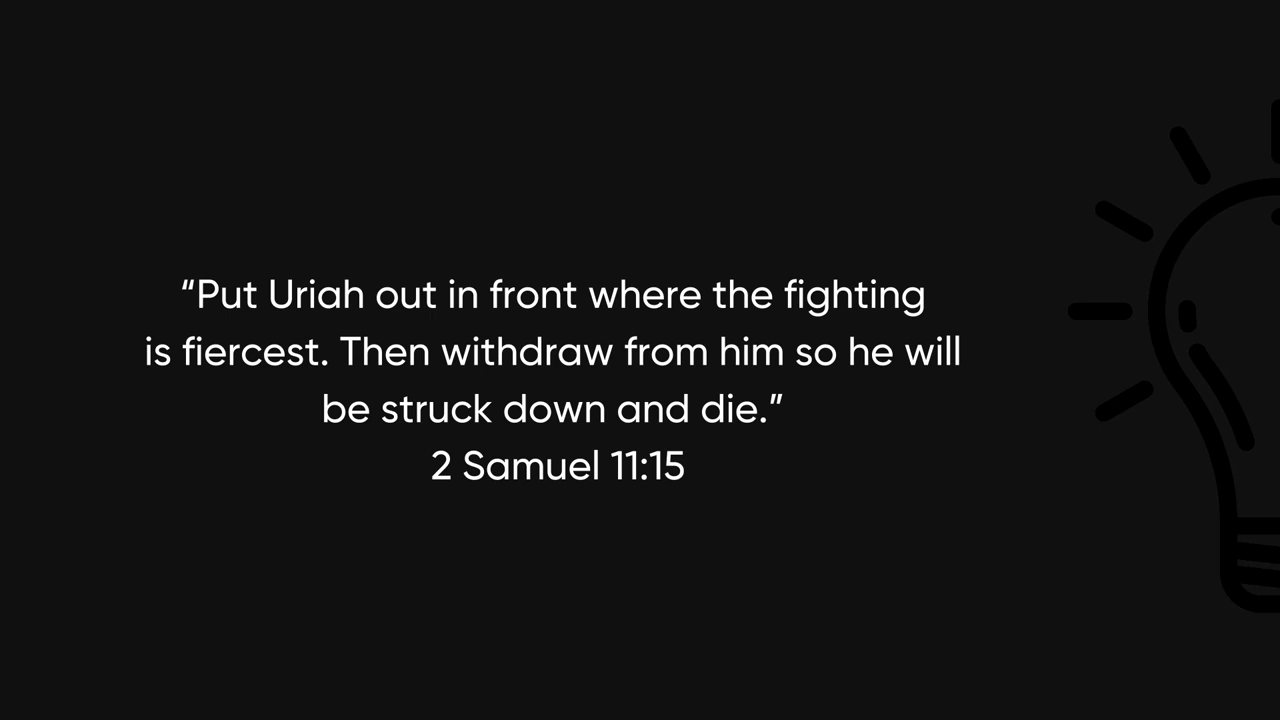 “Put Uriah out in front where the fighting
is fiercest. Then withdraw from him so he will
be struck down and die.”
2 Samuel 11:15